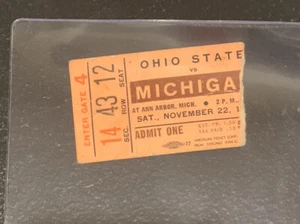 ENTER GATE 4
14 SEC.
43 ROW
12 SEAT
OHIO STATE
VS
MICHIGA
AT ANN ARBOR, MICH. • 2 P.M.
SAT., NOVEMBER 22, 1
ADMIT ONE